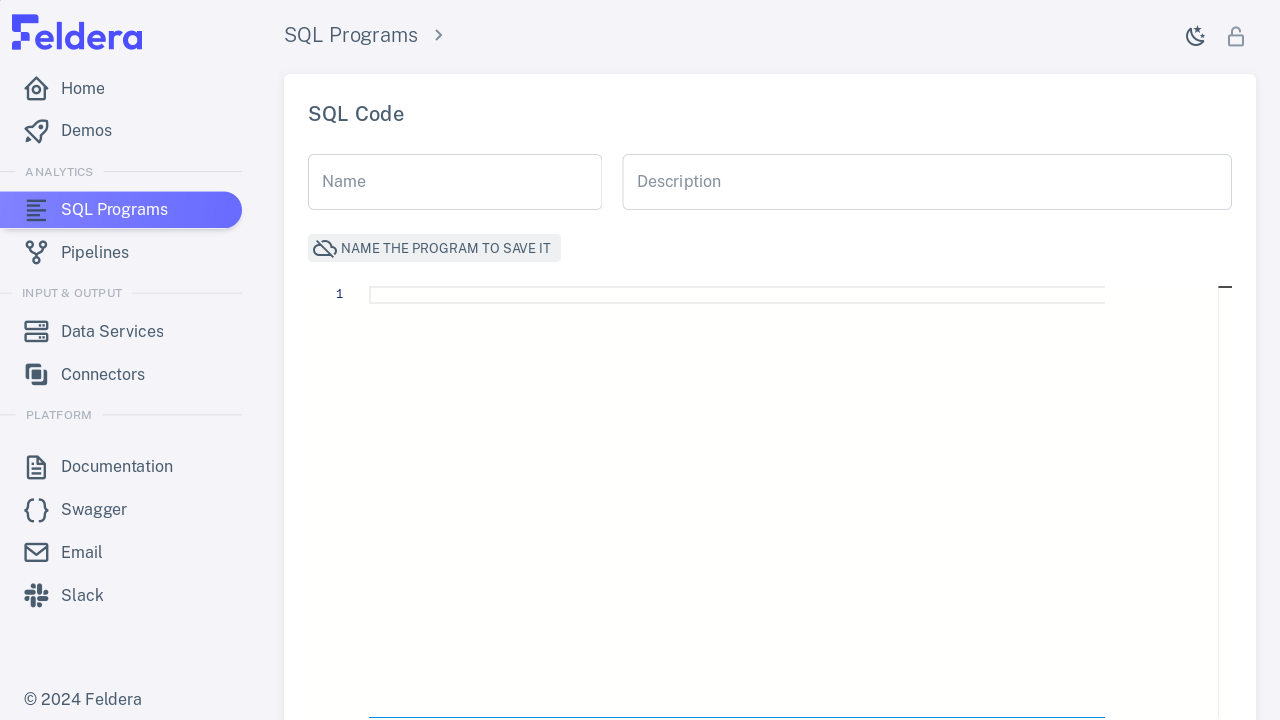 Feldera
Home
Demos
ANALYTICS
SQL Programs
Pipelines
INPUT & OUTPUT
Data Services
Connectors
PLATFORM
Documentation
Swagger
Email
Slack
© 2024 Feldera
SQL Programs
SQL Code
Name
Description
NAME THE PROGRAM TO SAVE IT
1